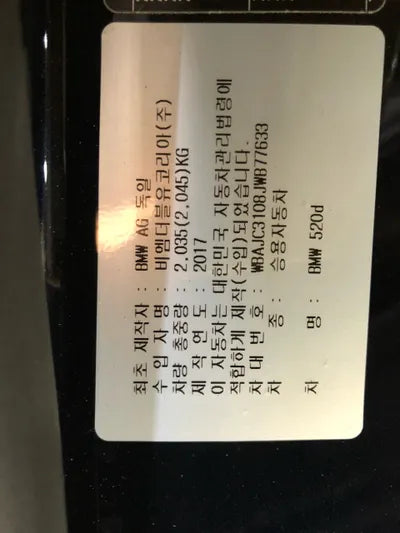 최초 제작자 : BMW AG 독일
수 입 자 명 : 비엠더블유코리아(주)
차량 총중량 : 2,035(2,045)KG
제 작 연 도 : 2017
이 자동차는 대한민국 자동차관리법령에
적합하게 제작(수입)되었습니다.
차 대 번 호 : WBAJC3108JWB77633
차 종 : 승용자동차
차 명 : BMW 520d